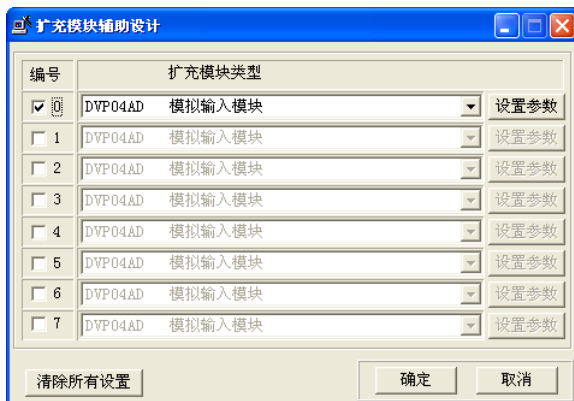 扩充模块辅助设计
编号 扩充模块类型
0 DVP04AD 模拟输入模块 设置参数
1 DVP04AD 模拟输入模块 设置参数
2 DVP04AD 模拟输入模块 设置参数
3 DVP04AD 模拟输入模块 设置参数
4 DVP04AD 模拟输入模块 设置参数
5 DVP04AD 模拟输入模块 设置参数
6 DVP04AD 模拟输入模块 设置参数
7 DVP04AD 模拟输入模块 设置参数
清除所有设置 确定 取消